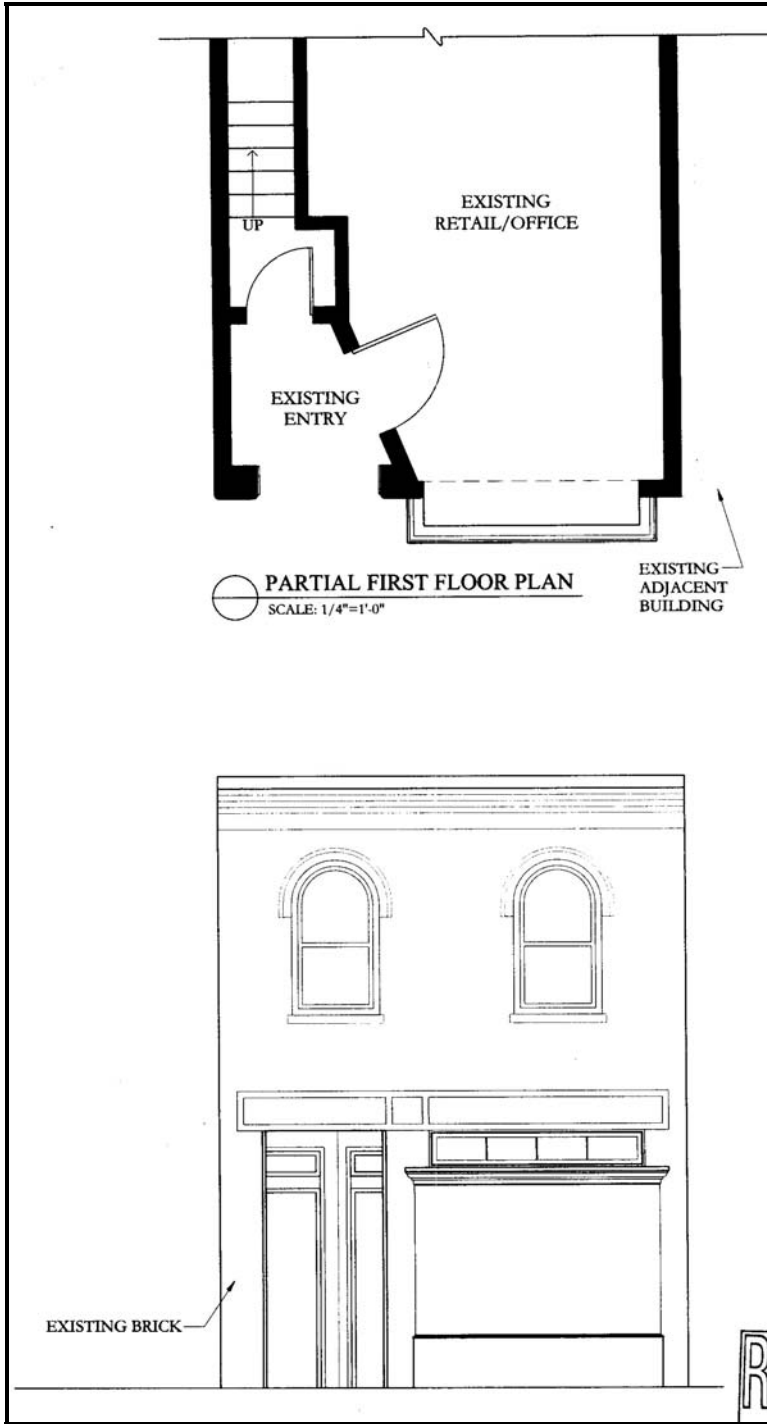 EXISTING
RETAIL/OFFICE
UP
EXISTING
ENTRY
PARTIAL FIRST FLOOR PLAN
SCALE: 1/4"=1'-0"
EXISTING
ADJACENT
BUILDING
EXISTING BRICK
R